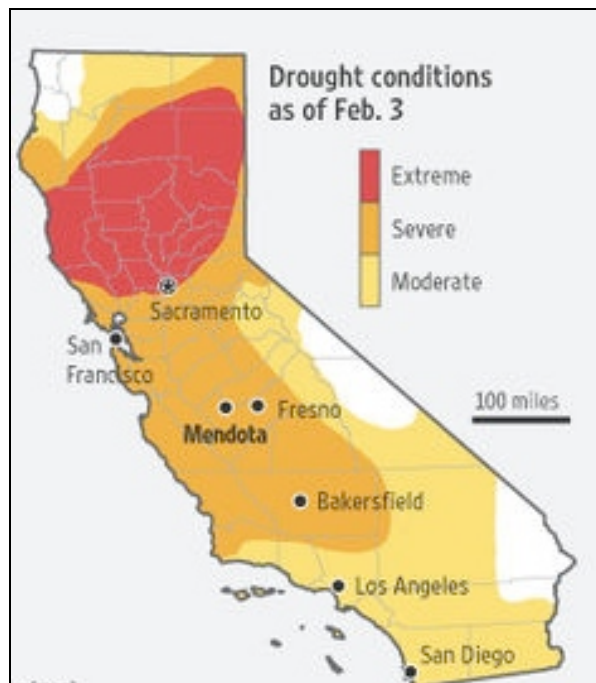 Drought conditions
as of Feb. 3
Extreme
Severe
Moderate
Sacramento
San
Francisco
100 miles
Fresno
Mendota
Bakersfield
Los Angeles
San Diego